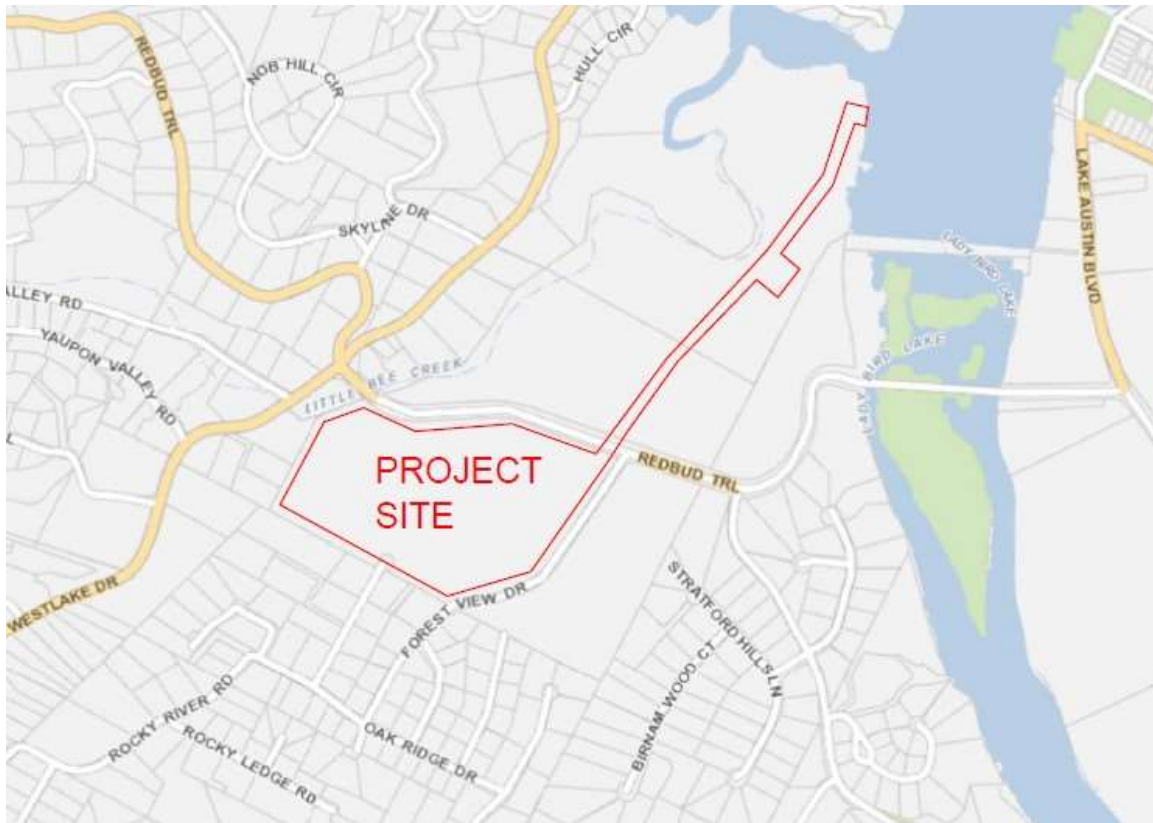 REDBUD TRL
NOB HILL CIR
HULL CIR
SKYLINE DR
LAKE AUSTIN BLVD
LADY BIRD LAKE
ALLEY RD
YAUPON VALLEY RD
LITTLE BEE CREEK
LADY BIRD LAKE
PROJECT
SITE
REDBUD TRL
WESTLAKE DR
FOREST VIEW DR
STRATFORD HILLS LN
BIRNAM WOOD CT
ROCKY RIVER RD
ROCKY LEDGE RD
OAK RIDGE DR